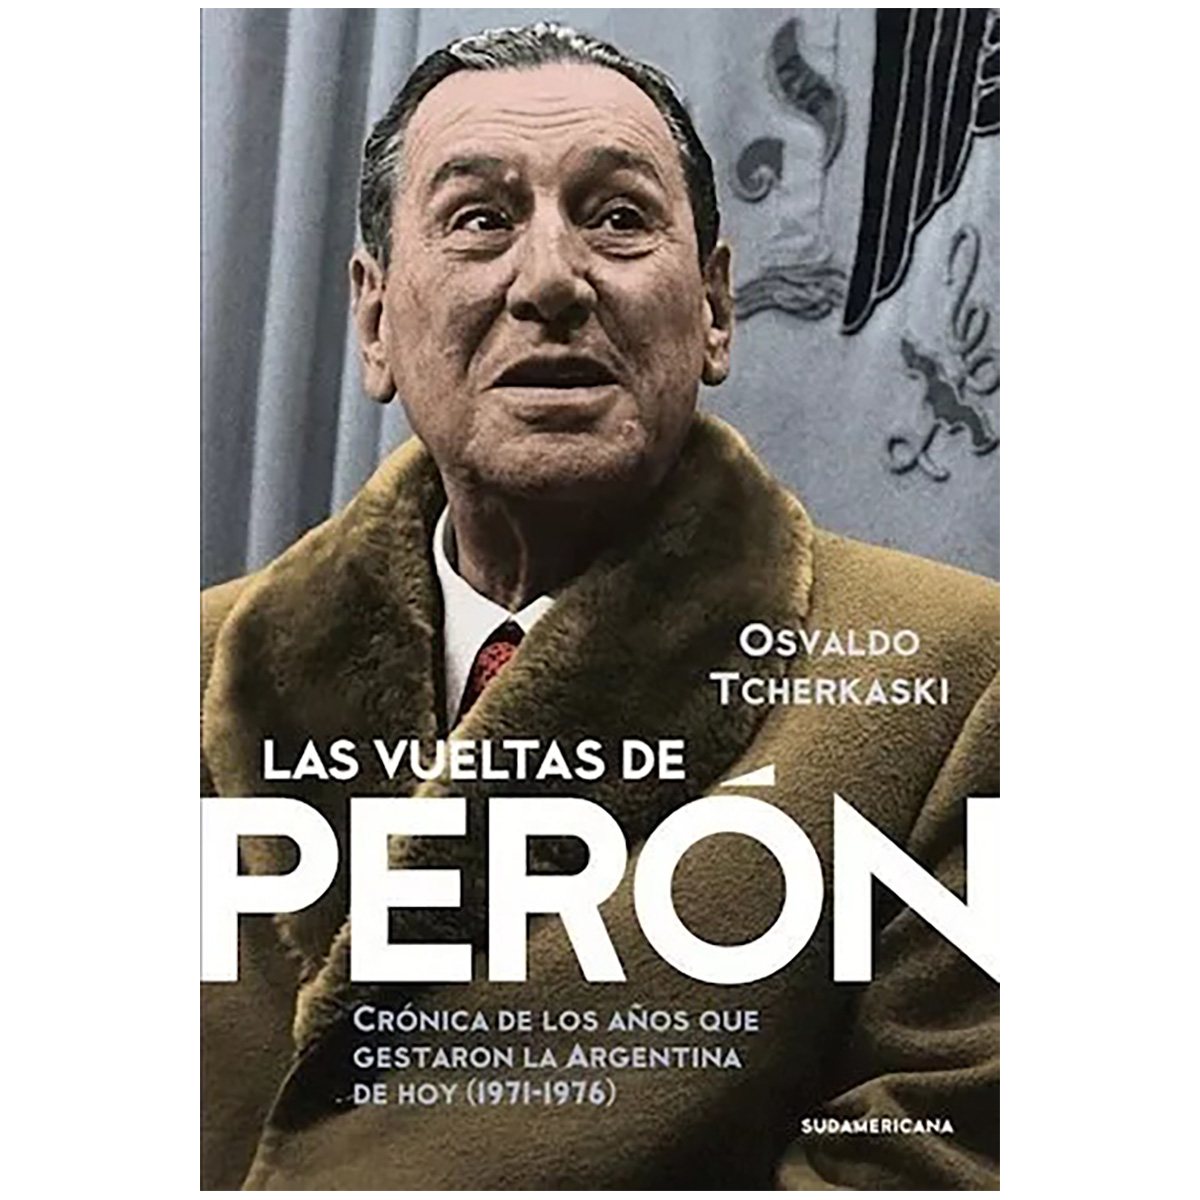 OSVALDO
TCHERKASKI
LAS VUELTAS DE
PERÓN
CRÓNICA DE LOS AÑOS QUE
GESTARON LA ARGENTINA
DE HOY (1971-1976)
SUDAMERICANA